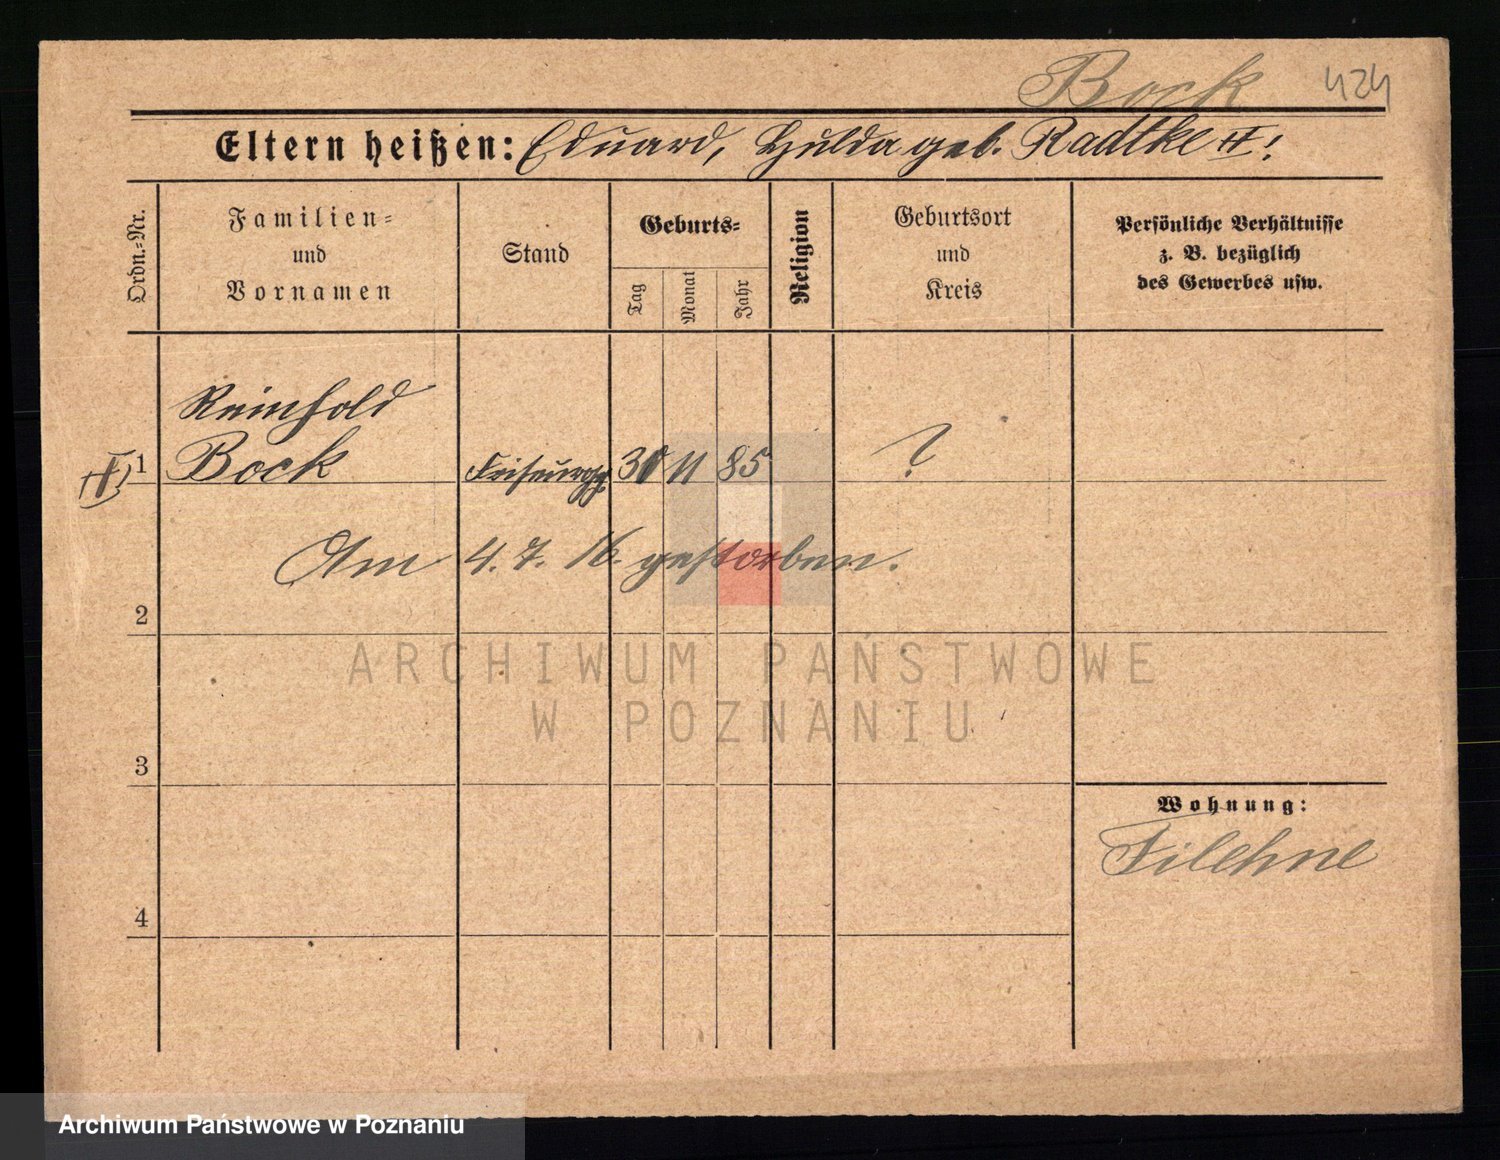 Bock 424
Eltern heißen: Eduard, Hulda geb. Radtke II!
Ordn.-Nr.
Familien-
und
Vornamen
Stand
Geburts-
Tag
Monat
Jahr
Religion
Geburtsort
und
Kreis
Persönliche Verhältnisse
z. B. bezüglich
des Gewerbes usw.
Reinhold
1 Bock 30 11 85 ?
Am 4. 7. 16. gestorben.
2
ARCHIWUM PAŃSTWOWE
W POZNANIU
3
Wohnung:
Filehne
4
Archiwum Państwowe w Poznaniu